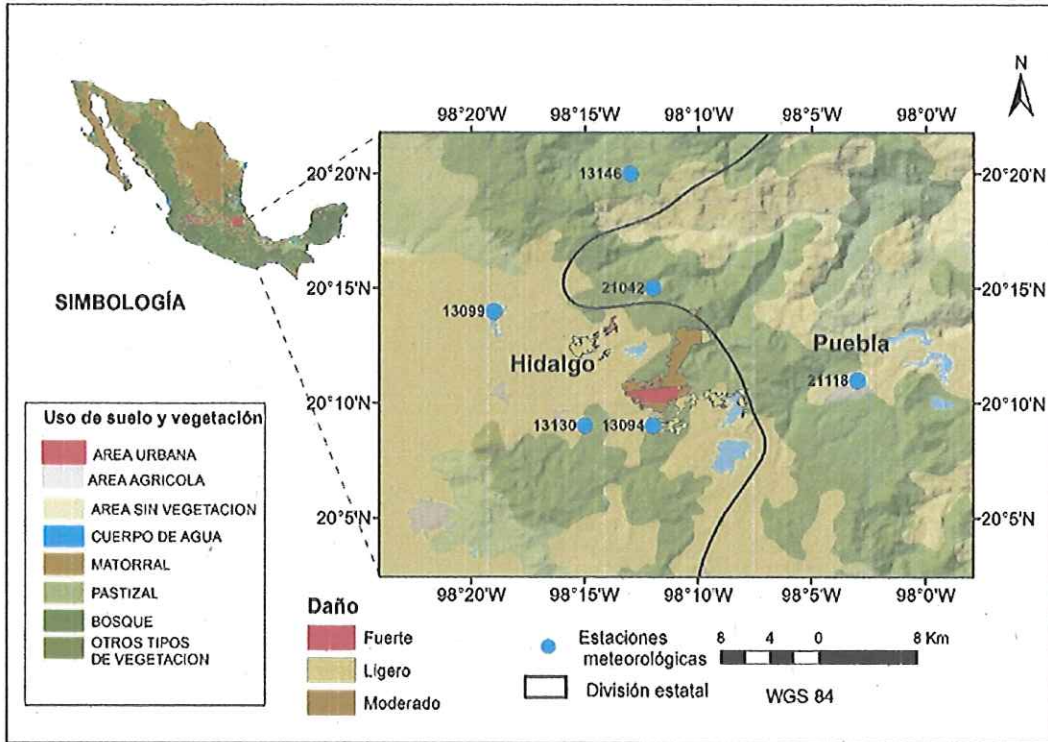 N
98°20'W 98°15'W 98°10'W 98°5'W 98°0'W
20°20'N 13146 20°20'N
20°15'N 21042 20°15'N
SIMBOLOGÍA
13099
Hidalgo Puebla
21118
20°10'N 13130 13094 20°10'N
20°5'N 20°5'N
98°20'W 98°15'W 98°10'W 98°5'W 98°0'W
Uso de suelo y vegetación
AREA URBANA
AREA AGRICOLA
AREA SIN VEGETACION
CUERPO DE AGUA
MATORRAL
PASTIZAL
BOSQUE
OTROS TIPOS
DE VEGETACION
Daño
Fuerte
Ligero
Moderado
Estaciones
meteorológicas
División estatal
8 4 0 8 Km
WGS 84